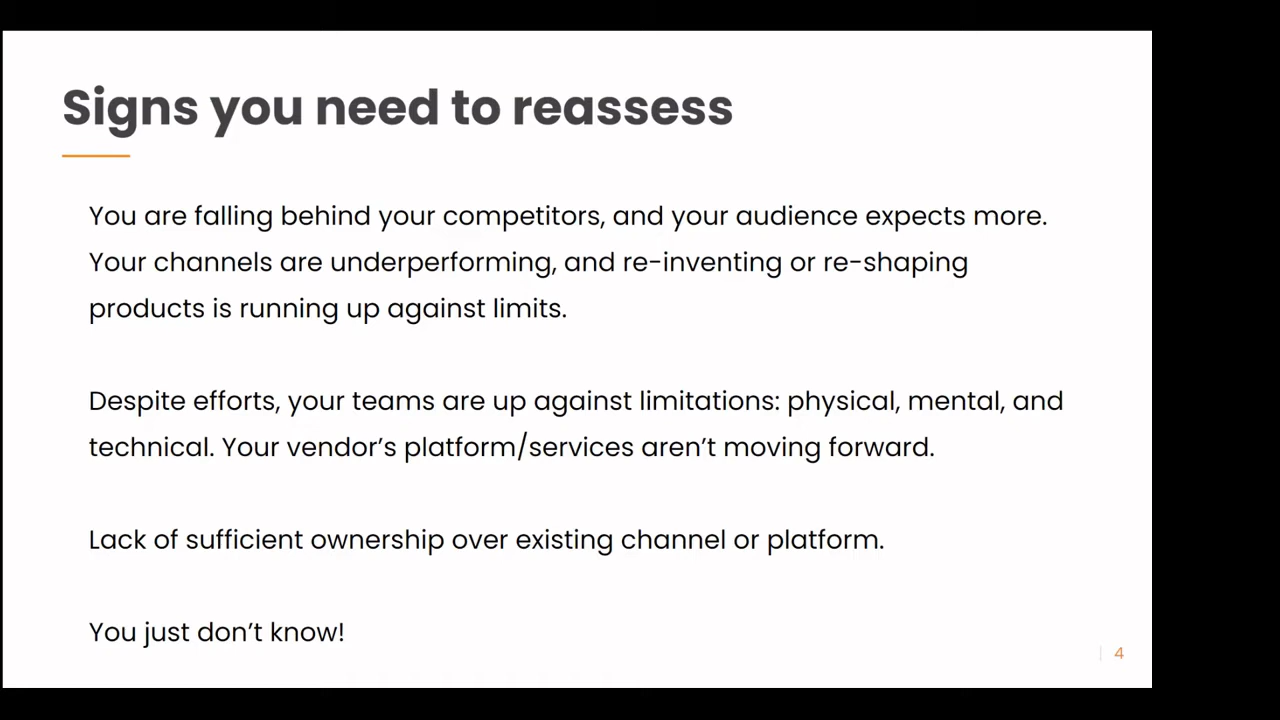 Signs you need to reassess
You are falling behind your competitors, and your audience expects more.
Your channels are underperforming, and re-inventing or re-shaping
products is running up against limits.
Despite efforts, your teams are up against limitations: physical, mental, and
technical. Your vendor’s platform/services aren’t moving forward.
Lack of sufficient ownership over existing channel or platform.
You just don’t know!
4